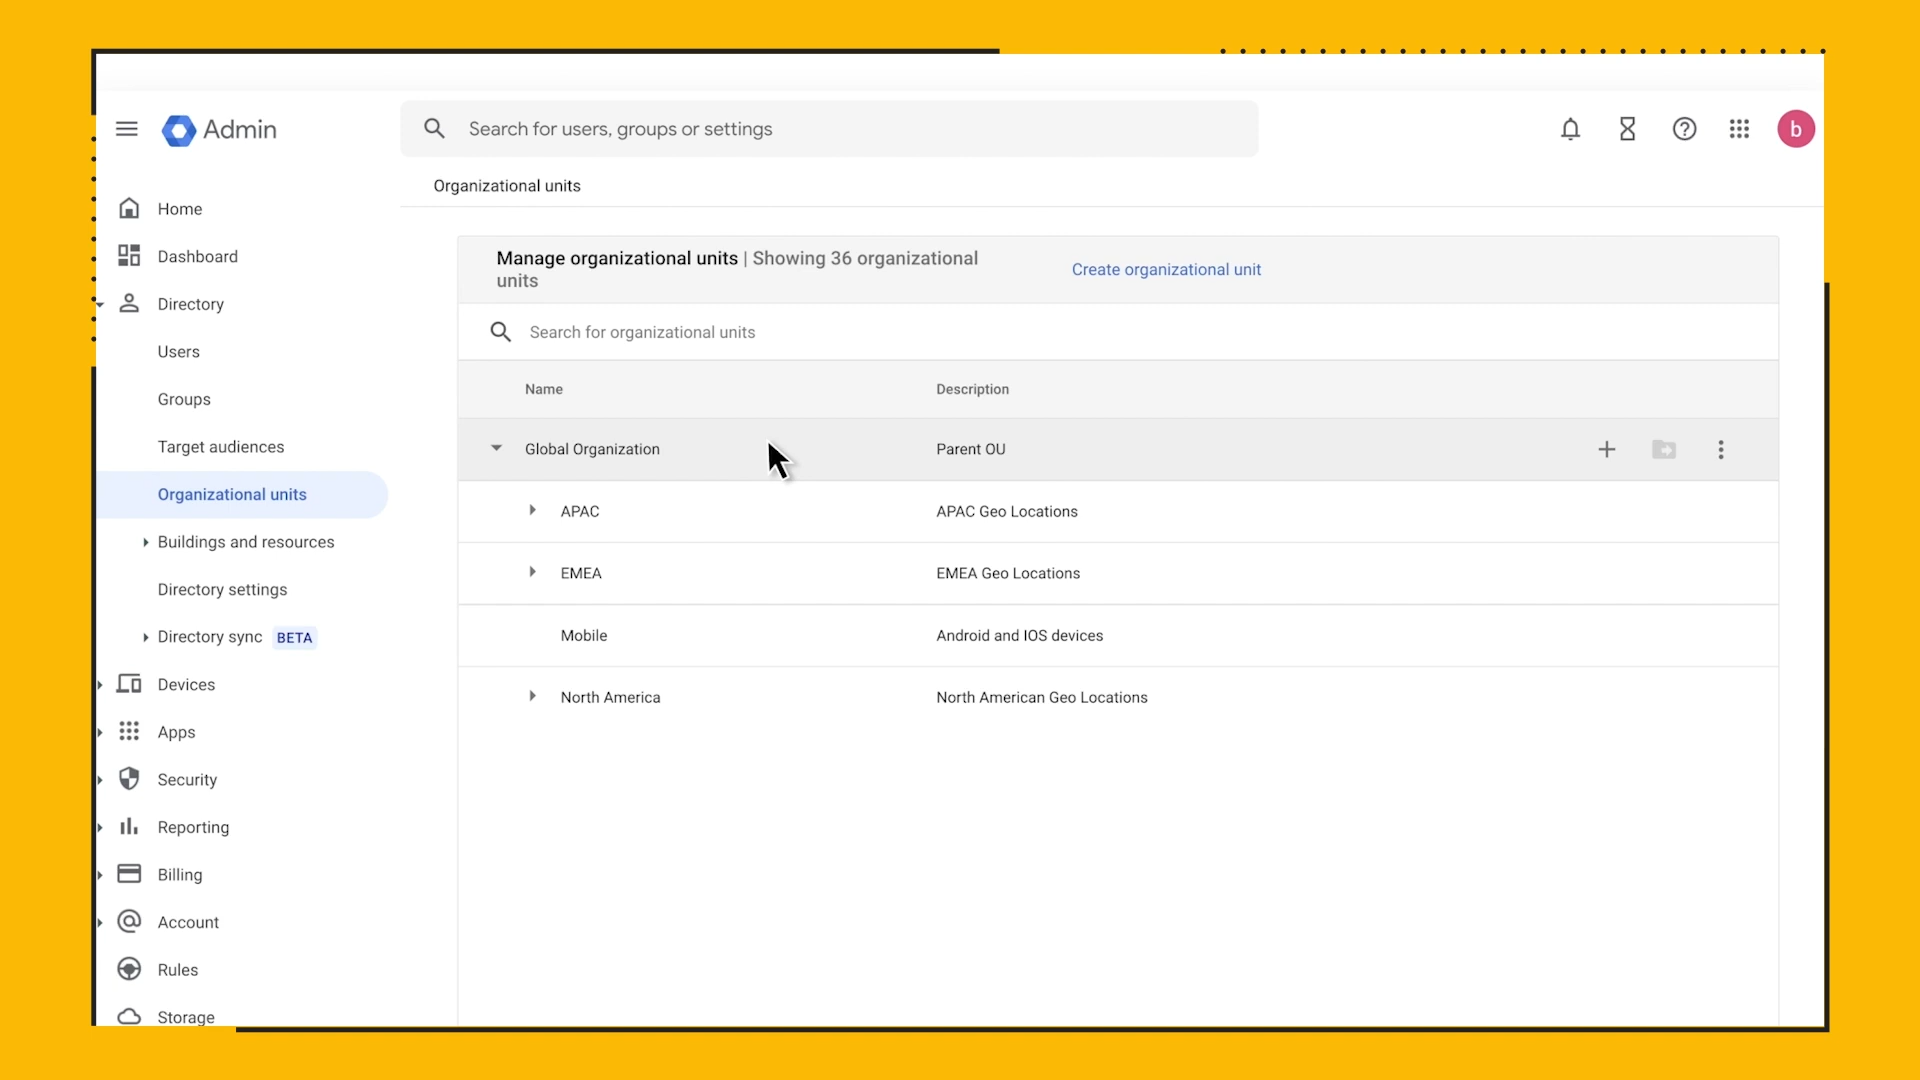 Admin
Search for users, groups or settings
b
Organizational units
Home
Dashboard
Directory
Users
Groups
Target audiences
Organizational units
Buildings and resources
Directory settings
Directory sync BETA
Devices
Apps
Security
Reporting
Billing
Account
Rules
Storage
Manage organizational units | Showing 36 organizational
units
Create organizational unit
Search for organizational units
Name Description
Global Organization Parent OU
APAC APAC Geo Locations
EMEA EMEA Geo Locations
Mobile Android and IOS devices
North America North American Geo Locations